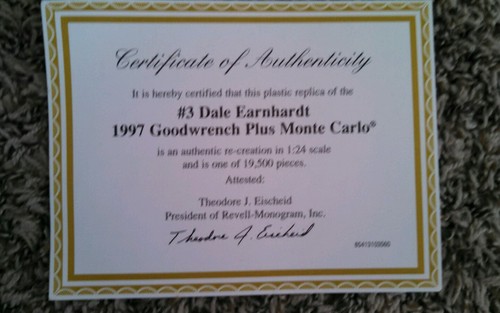 Certificate of Authenticity
It is hereby certified that this plastic replica of the
#3 Dale Earnhardt
1997 Goodwrench Plus Monte Carlo®
is an authentic re-creation in 1:24 scale
and is one of 19,500 pieces.
Attested:
Theodore J. Eischeid
President of Revell-Monogram, Inc.
Theodore J. Eischeid